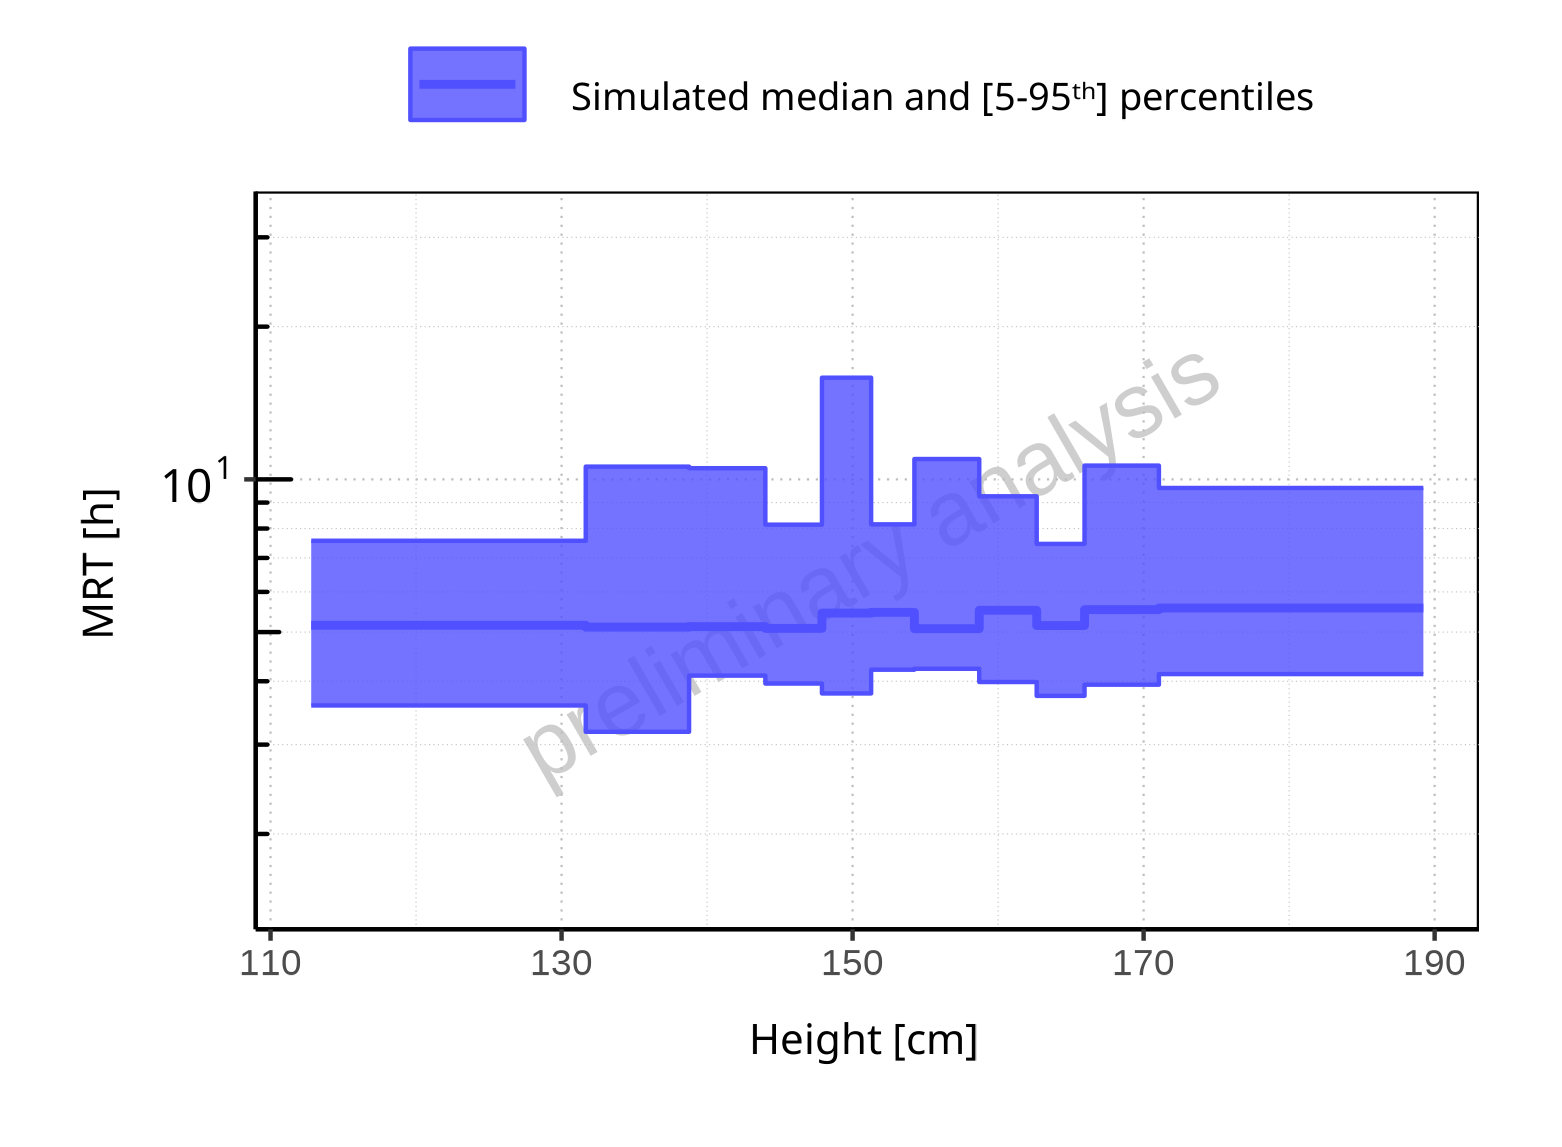 Simulated median and [5-95ᵗʰ] percentiles
10¹
MRT [h]
preliminary analysis
110 130 150 170 190
Height [cm]